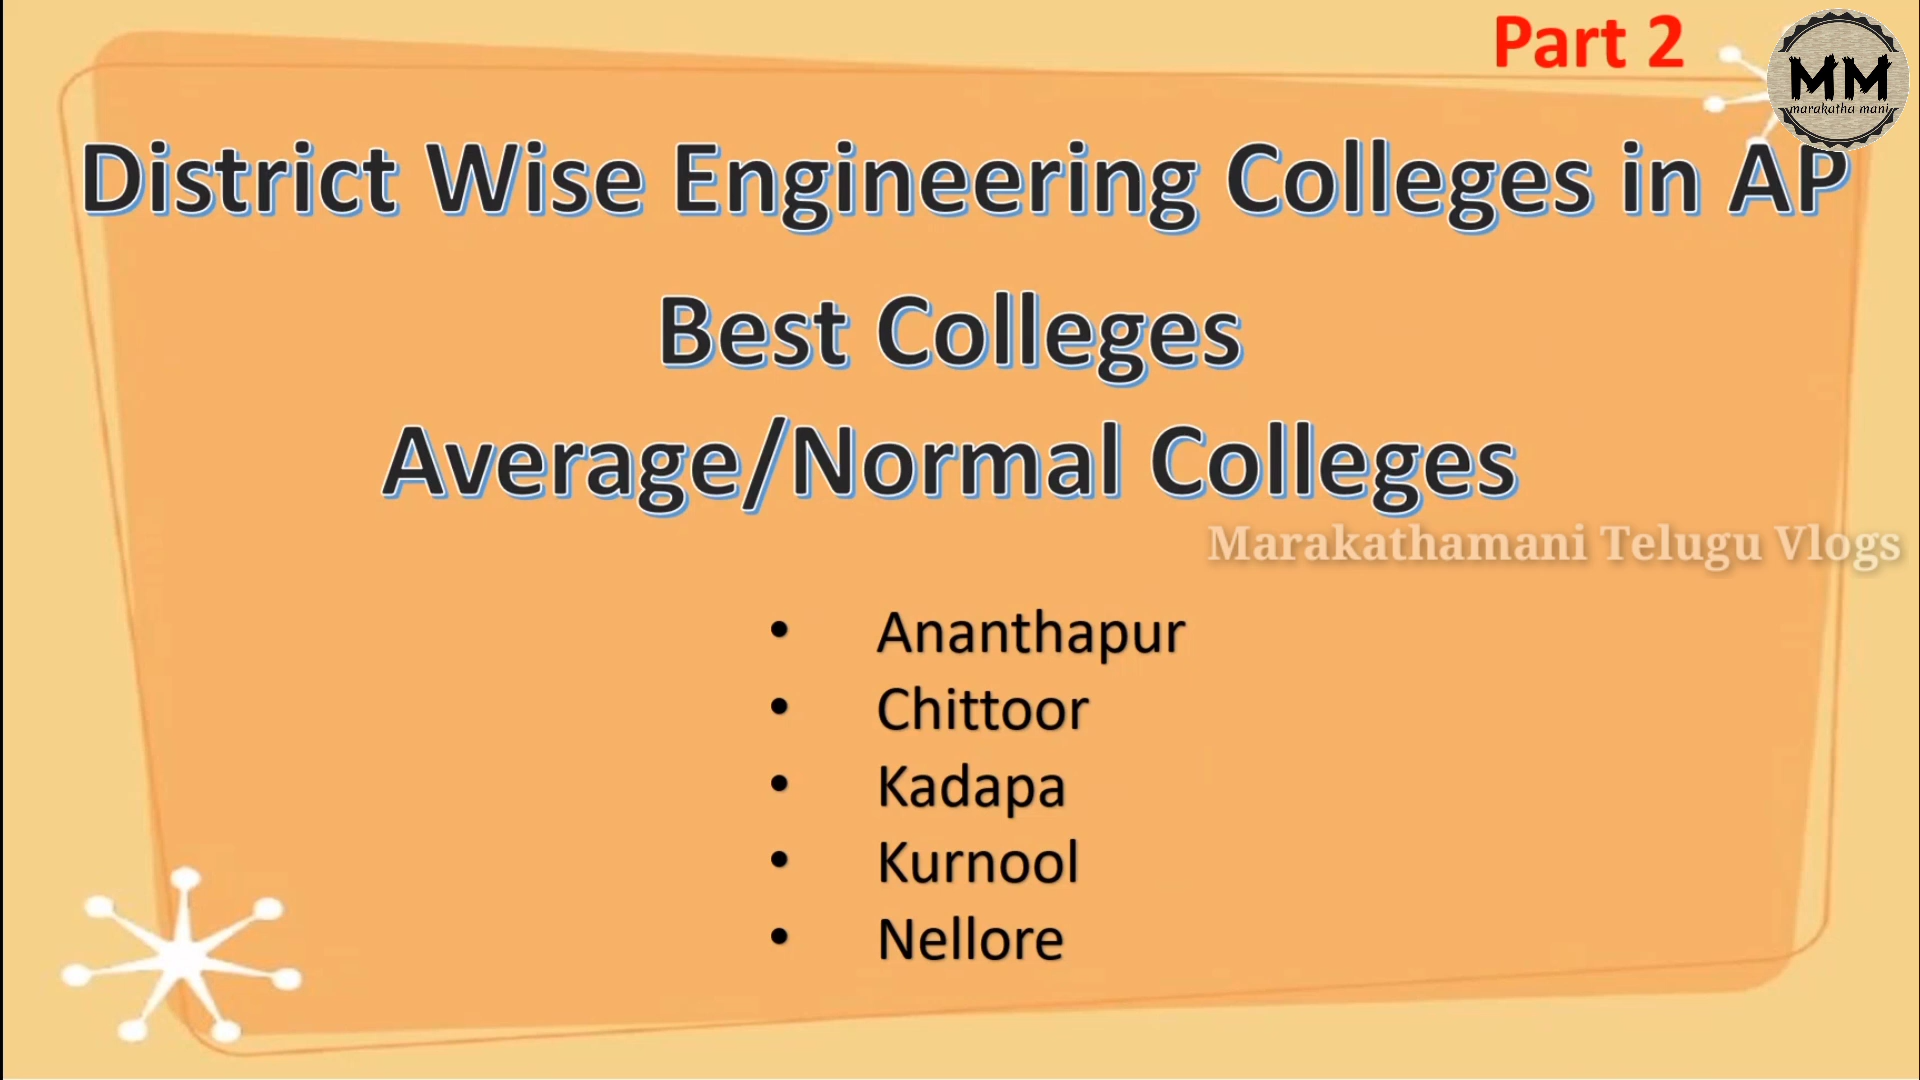 Part 2
MM
marakatha mani
District Wise Engineering Colleges in AP
Best Colleges
Average/Normal Colleges
Marakathamani Telugu Vlogs
• Ananthapur
• Chittoor
• Kadapa
• Kurnool
• Nellore